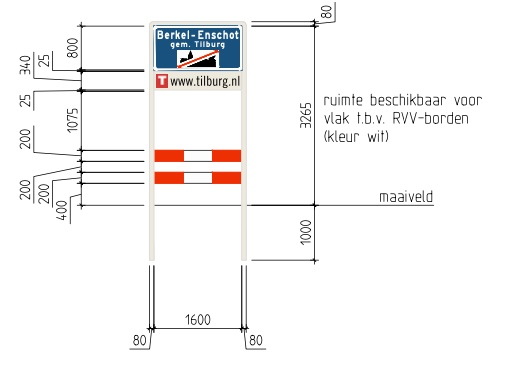 80
800
Berkel-Enschot
gem. Tilburg
25
340
T www.tilburg.nl
25
1075
3265
ruimte beschikbaar voor
vlak t.b.v. RVV-borden
(kleur wit)
200
200
200
400
maaiveld
1000
1600
80
80